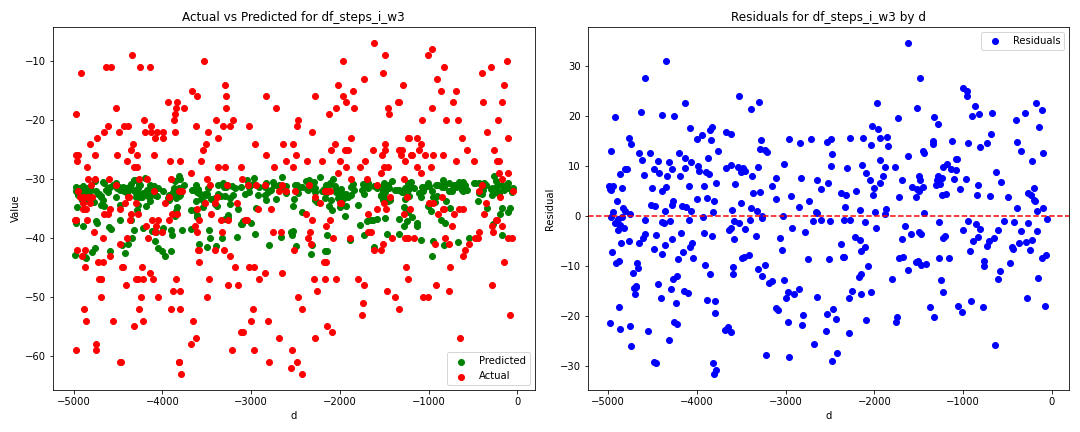 Actual vs Predicted for df_steps_i_w3
Value
−10
−20
−30
−40
−50
−60
−5000
−4000
−3000
−2000
−1000
0
d
Predicted
Actual
Residuals for df_steps_i_w3 by d
Residual
30
20
10
0
−10
−20
−30
−5000
−4000
−3000
−2000
−1000
0
d
Residuals